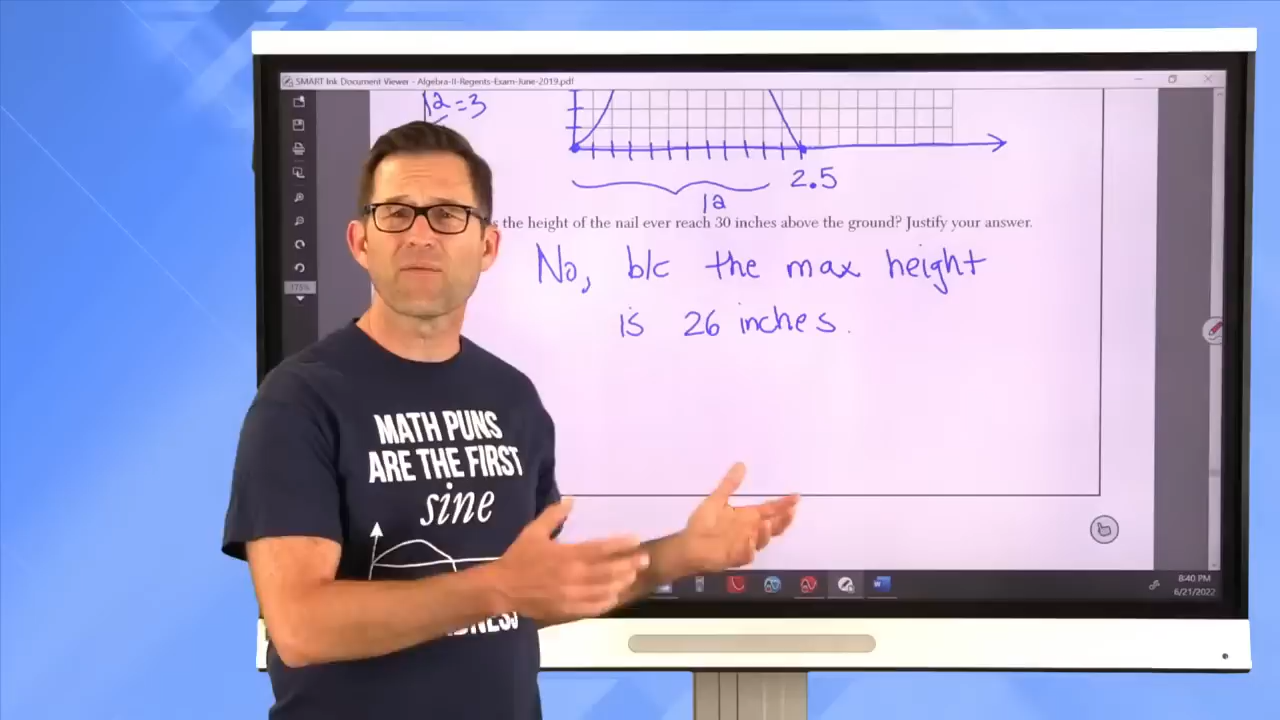 SMART Ink Document Viewer - Algebra-II-Regents-Exam-June-2019.pdf
12 = 3
2.5
12
s the height of the nail ever reach 30 inches above the ground? Justify your answer.
No, b/c the max height
is 26 inches.
175%
MATH PUNS
ARE THE FIRST
sine
8:40 PM
6/21/2022